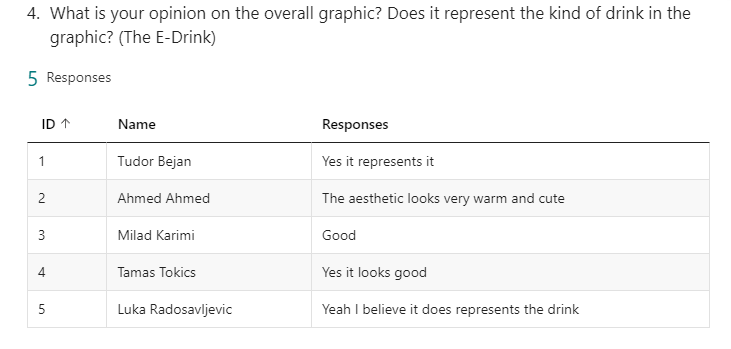 4. What is your opinion on the overall graphic? Does it represent the kind of drink in the
graphic? (The E-Drink)
5 Responses
ID ↑ Name Responses
1 Tudor Bejan Yes it represents it
2 Ahmed Ahmed The aesthetic looks very warm and cute
3 Milad Karimi Good
4 Tamas Tokics Yes it looks good
5 Luka Radosavljevic Yeah I believe it does represents the drink